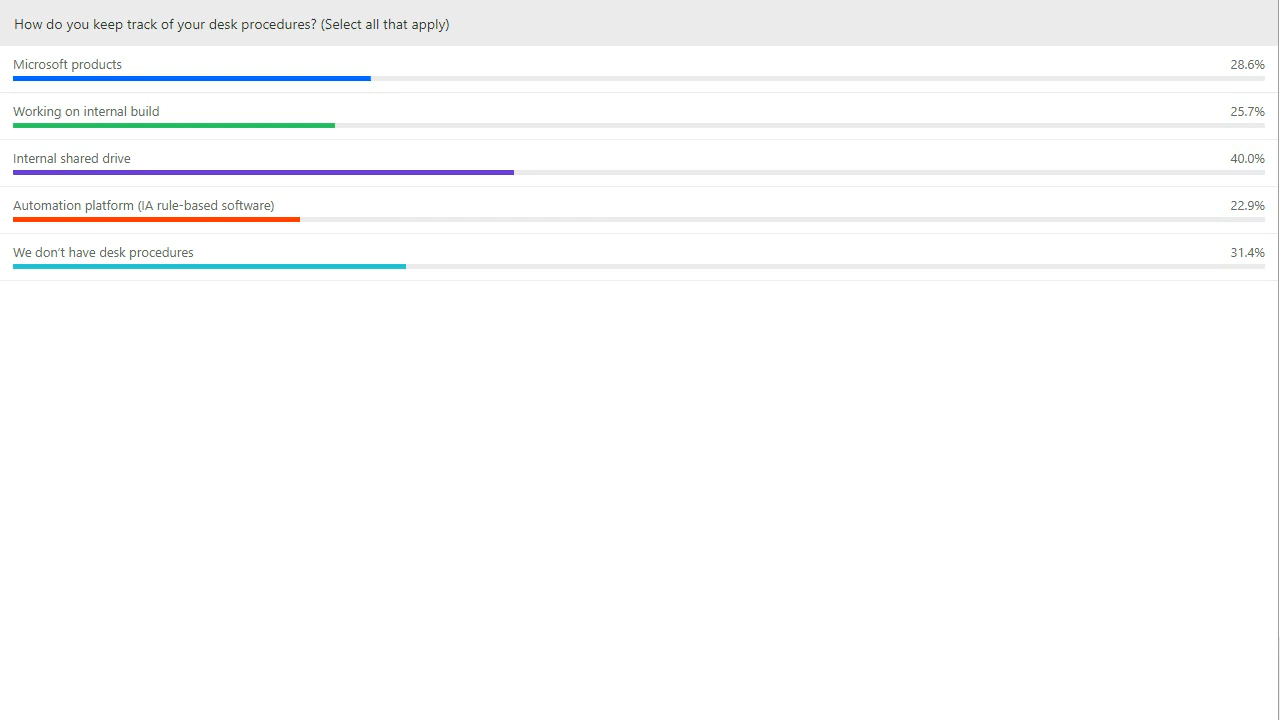 How do you keep track of your desk procedures? (Select all that apply)
Microsoft products 28.6%
Working on internal build 25.7%
Internal shared drive 40.0%
Automation platform (IA rule-based software) 22.9%
We don’t have desk procedures 31.4%